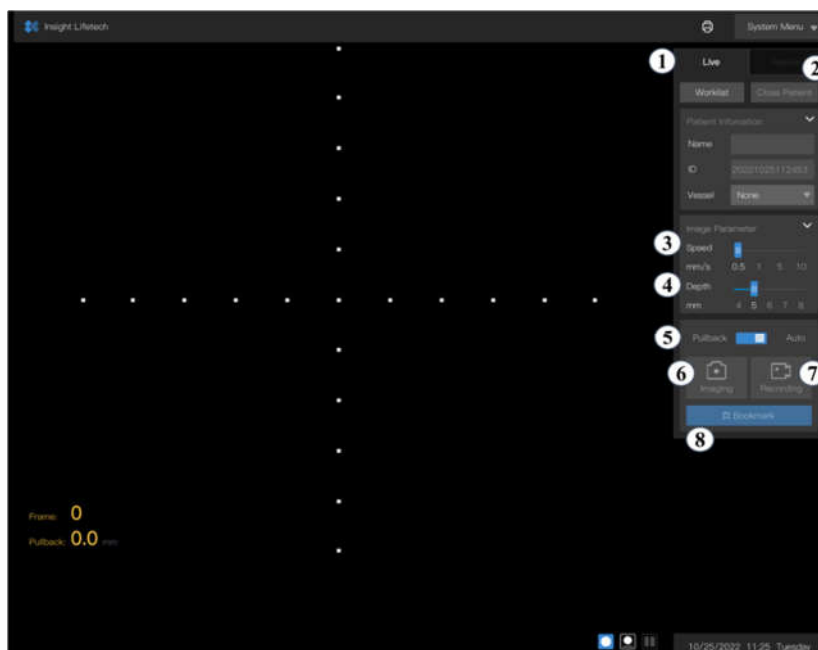 Insight Lifetech
System Menu
1
Live
2
Worklist
Close Patient
Patient Infomation
Name
ID
Vessel None
Image Parameter
3
Speed
mm/s 0.5 1 5 10
4
Depth
mm 4 5 6 7 8
5
Pullback Auto
6
7
Imaging
Recording
Bookmark
8
Frame: 0
Pullback: 0.0 mm
10/25/2022 11:25 Tuesday